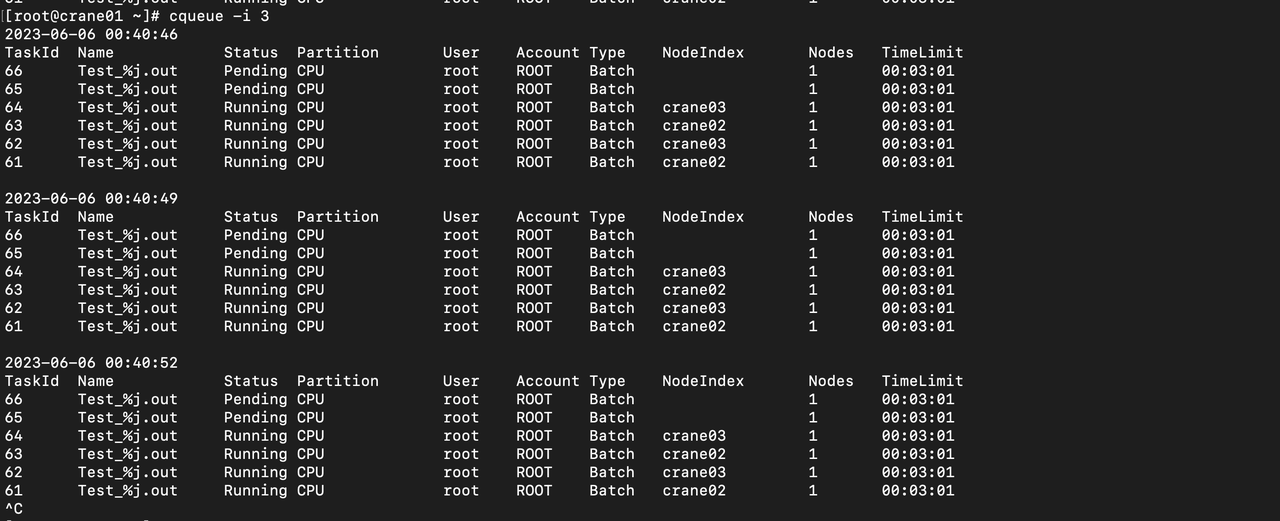 [root@crane01 ~]# cqueue -i 3
2023-06-06 00:40:46
TaskId  Name            Status  Partition       User    Account Type    NodeIndex       Nodes   TimeLimit
66      Test_%j.out     Pending CPU             root    ROOT    Batch                   1       00:03:01
65      Test_%j.out     Pending CPU             root    ROOT    Batch                   1       00:03:01
64      Test_%j.out     Running CPU             root    ROOT    Batch   crane03         1       00:03:01
63      Test_%j.out     Running CPU             root    ROOT    Batch   crane02         1       00:03:01
62      Test_%j.out     Running CPU             root    ROOT    Batch   crane03         1       00:03:01
61      Test_%j.out     Running CPU             root    ROOT    Batch   crane02         1       00:03:01

2023-06-06 00:40:49
TaskId  Name            Status  Partition       User    Account Type    NodeIndex       Nodes   TimeLimit
66      Test_%j.out     Pending CPU             root    ROOT    Batch                   1       00:03:01
65      Test_%j.out     Pending CPU             root    ROOT    Batch                   1       00:03:01
64      Test_%j.out     Running CPU             root    ROOT    Batch   crane03         1       00:03:01
63      Test_%j.out     Running CPU             root    ROOT    Batch   crane02         1       00:03:01
62      Test_%j.out     Running CPU             root    ROOT    Batch   crane03         1       00:03:01
61      Test_%j.out     Running CPU             root    ROOT    Batch   crane02         1       00:03:01

2023-06-06 00:40:52
TaskId  Name            Status  Partition       User    Account Type    NodeIndex       Nodes   TimeLimit
66      Test_%j.out     Pending CPU             root    ROOT    Batch                   1       00:03:01
65      Test_%j.out     Pending CPU             root    ROOT    Batch                   1       00:03:01
64      Test_%j.out     Running CPU             root    ROOT    Batch   crane03         1       00:03:01
63      Test_%j.out     Running CPU             root    ROOT    Batch   crane02         1       00:03:01
62      Test_%j.out     Running CPU             root    ROOT    Batch   crane03         1       00:03:01
61      Test_%j.out     Running CPU             root    ROOT    Batch   crane02         1       00:03:01
^C